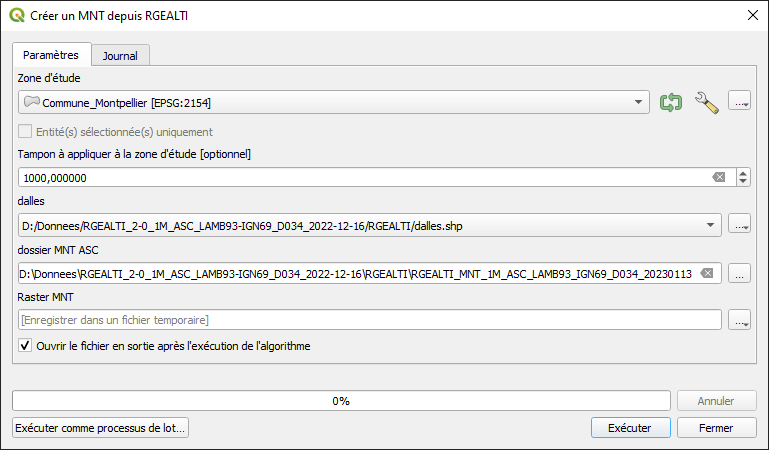 Créer un MNT depuis RGEALTI
Paramètres
Journal
Zone d'étude
Commune_Montpellier [EPSG:2154]
...
Entité(s) sélectionnée(s) uniquement
Tampon à appliquer à la zone d'étude [optionnel]
1000,000000
dalles
D:/Donnees/RGEALTI_2-0_1M_ASC_LAMB93-IGN69_D034_2022-12-16/RGEALTI/dalles.shp
...
dossier MNT ASC
D:\Donnees\RGEALTI_2-0_1M_ASC_LAMB93-IGN69_D034_2022-12-16\RGEALTI\RGEALTI_MNT_1M_ASC_LAMB93_IGN69_D034_20230113
...
Raster MNT
[Enregistrer dans un fichier temporaire]
...
Ouvrir le fichier en sortie après l'exécution de l'algorithme
0%
Annuler
Exécuter comme processus de lot...
Exécuter
Fermer